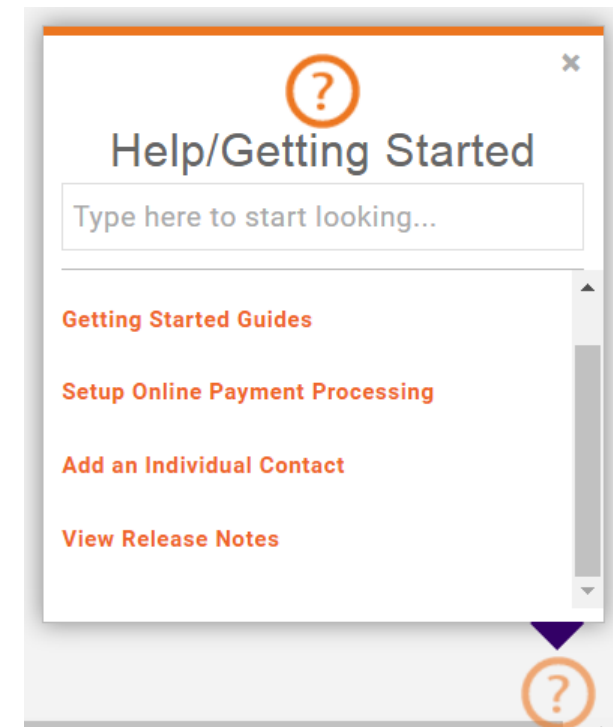 ?
×
Help/Getting Started
Type here to start looking...
Getting Started Guides
Setup Online Payment Processing
Add an Individual Contact
View Release Notes
?